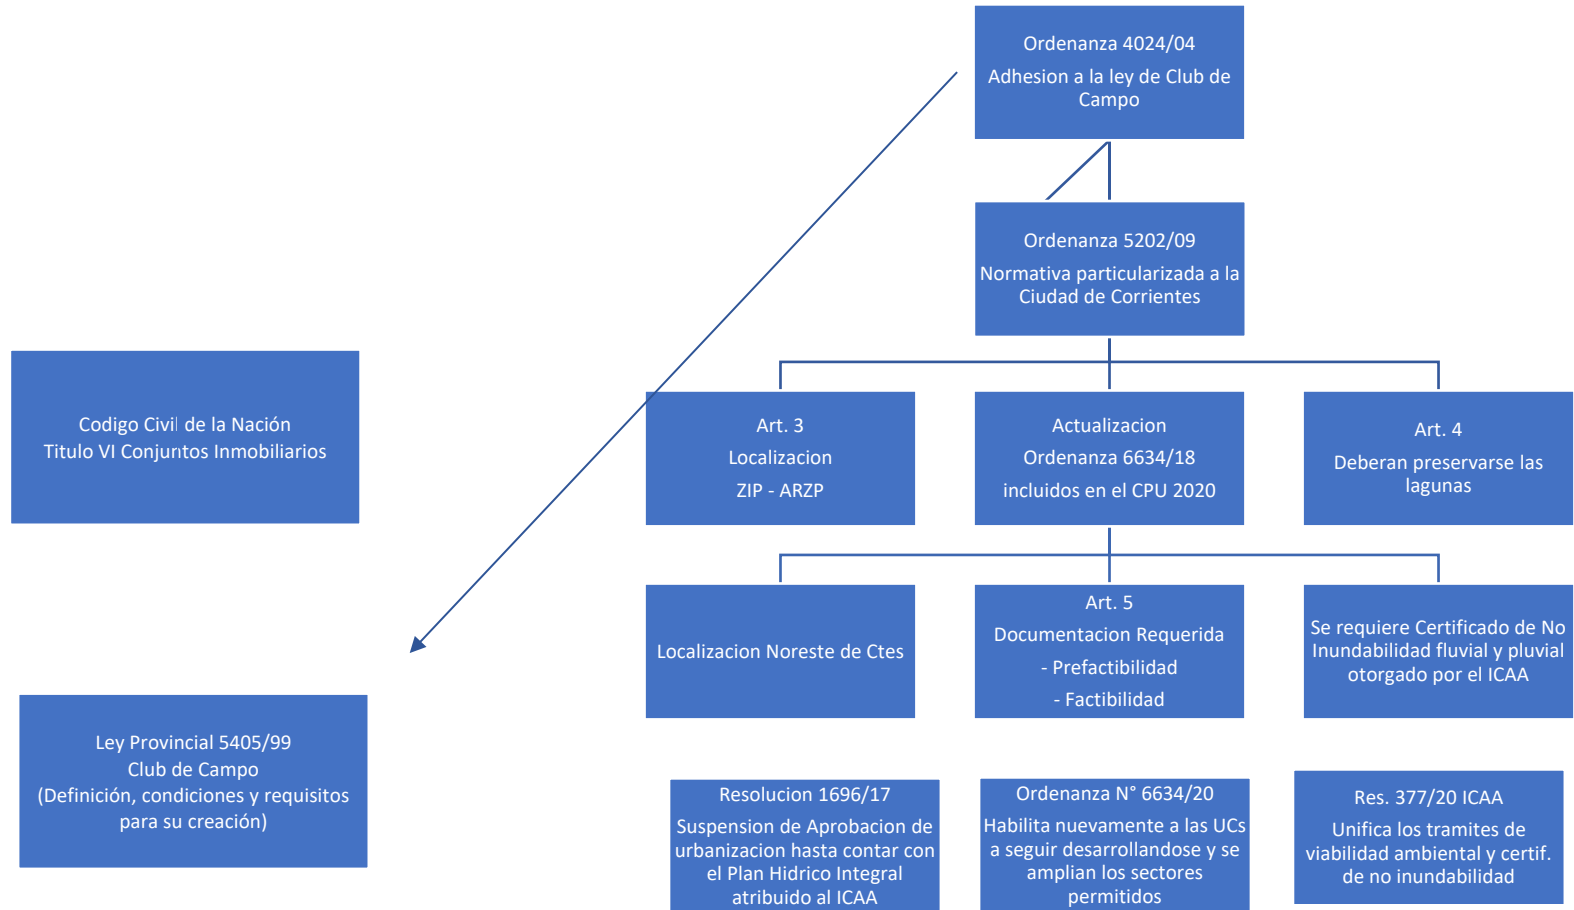 Ordenanza 4024/04
Adhesion a la ley de Club de
Campo
Ordenanza 5202/09
Normativa particularizada a la
Ciudad de Corrientes
Codigo Civil de la Nación
Titulo VI Conjuntos Inmobiliarios
Art. 3
Localizacion
ZIP - ARZP
Actualizacion
Ordenanza 6634/18
incluidos en el CPU 2020
Art. 4
Deberan preservarse las
lagunas
Localizacion Noreste de Ctes
Art. 5
Documentacion Requerida
- Prefactibilidad
- Factibilidad
Se requiere Certificado de No
Inundabilidad fluvial y pluvial
otorgado por el ICAA
Ley Provincial 5405/99
Club de Campo
(Definición, condiciones y requisitos
para su creación)
Resolucion 1696/17
Suspension de Aprobacion de
urbanizacion hasta contar con
el Plan Hidrico Integral
atribuido al ICAA
Ordenanza N° 6634/20
Habilita nuevamente a las UCs
a seguir desarrollandose y se
amplian los sectores
permitidos
Res. 377/20 ICAA
Unifica los tramites de
viabilidad ambiental y certif.
de no inundabilidad